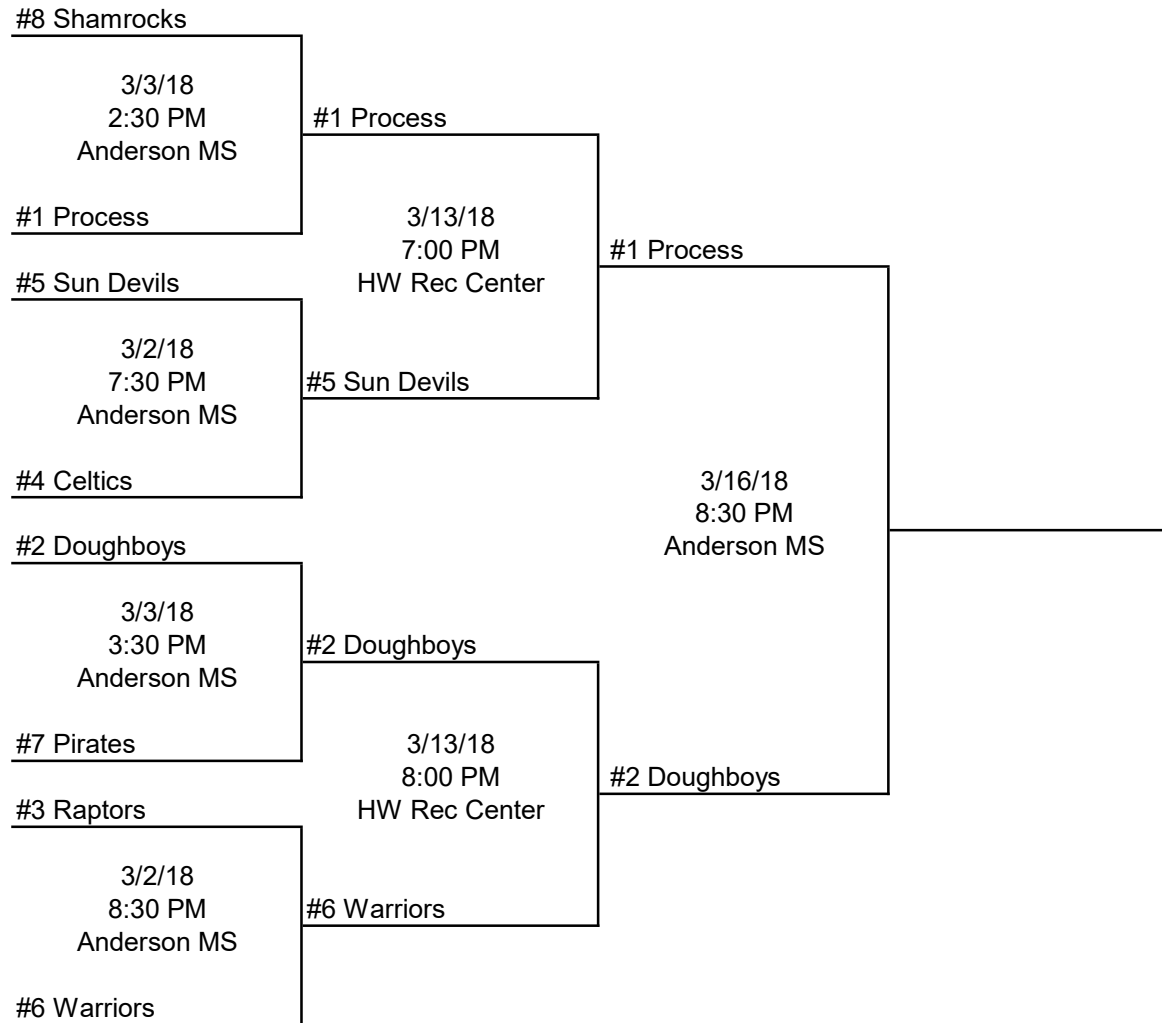 #8 Shamrocks
3/3/18
2:30 PM
Anderson MS
#1 Process
#1 Process
#5 Sun Devils
3/2/18
7:30 PM
Anderson MS
#4 Celtics
#5 Sun Devils
3/13/18
7:00 PM
HW Rec Center
#1 Process
#2 Doughboys
3/3/18
3:30 PM
Anderson MS
#7 Pirates
#2 Doughboys
#3 Raptors
3/2/18
8:30 PM
Anderson MS
#6 Warriors
#6 Warriors
3/13/18
8:00 PM
HW Rec Center
#2 Doughboys
3/16/18
8:30 PM
Anderson MS